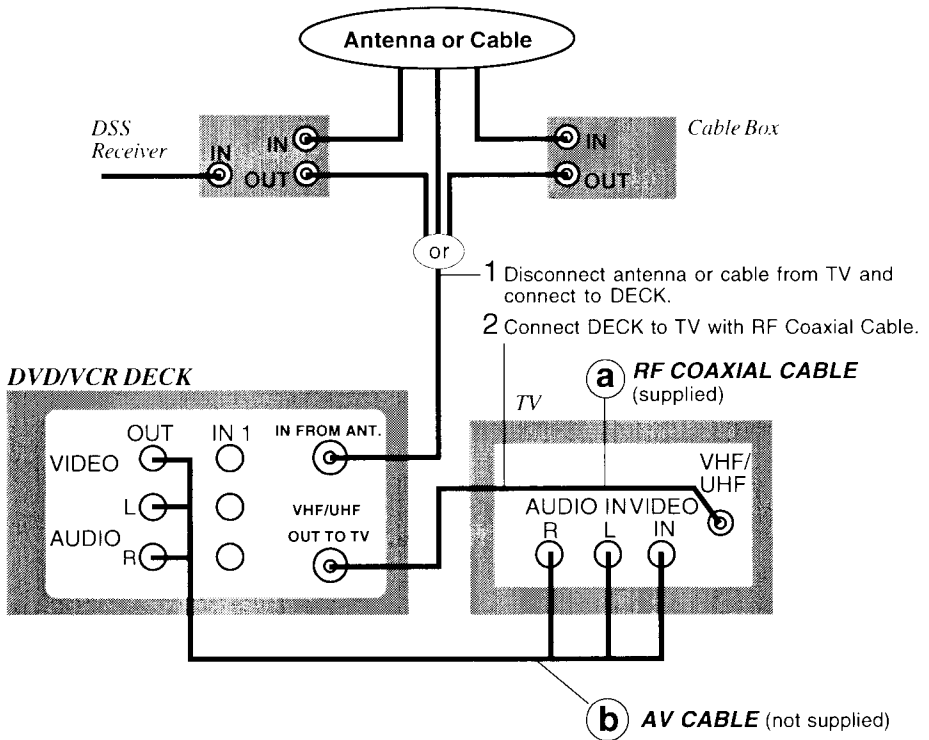 Antenna or Cable
DSS
Receiver
IN
IN
OUT
Cable Box
IN
OUT
or
1 Disconnect antenna or cable from TV and
connect to DECK.
2 Connect DECK to TV with RF Coaxial Cable.
DVD/VCR DECK
a RF COAXIAL CABLE
(supplied)
TV
OUT IN 1 IN FROM ANT.
VIDEO
L
AUDIO
R
VHF/UHF
OUT TO TV
VHF/
UHF
AUDIO IN VIDEO
R L IN
b AV CABLE (not supplied)